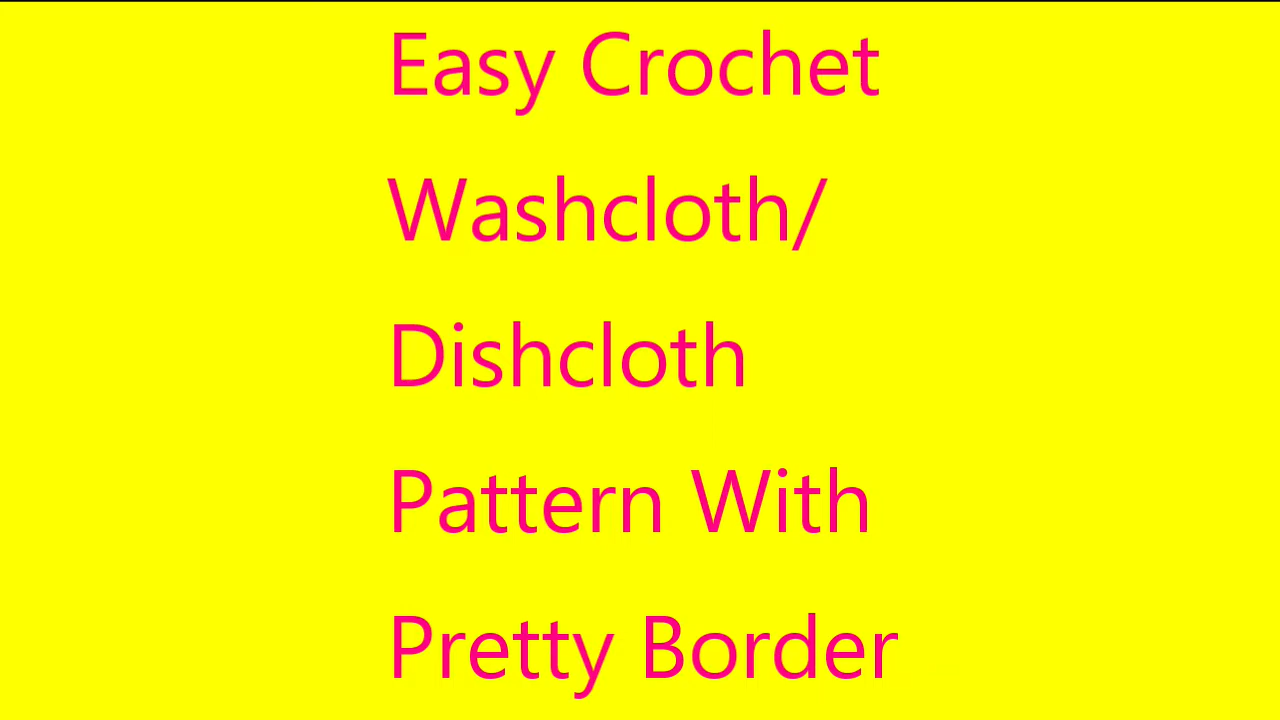 Easy Crochet
Washcloth/
Dishcloth
Pattern With
Pretty Border